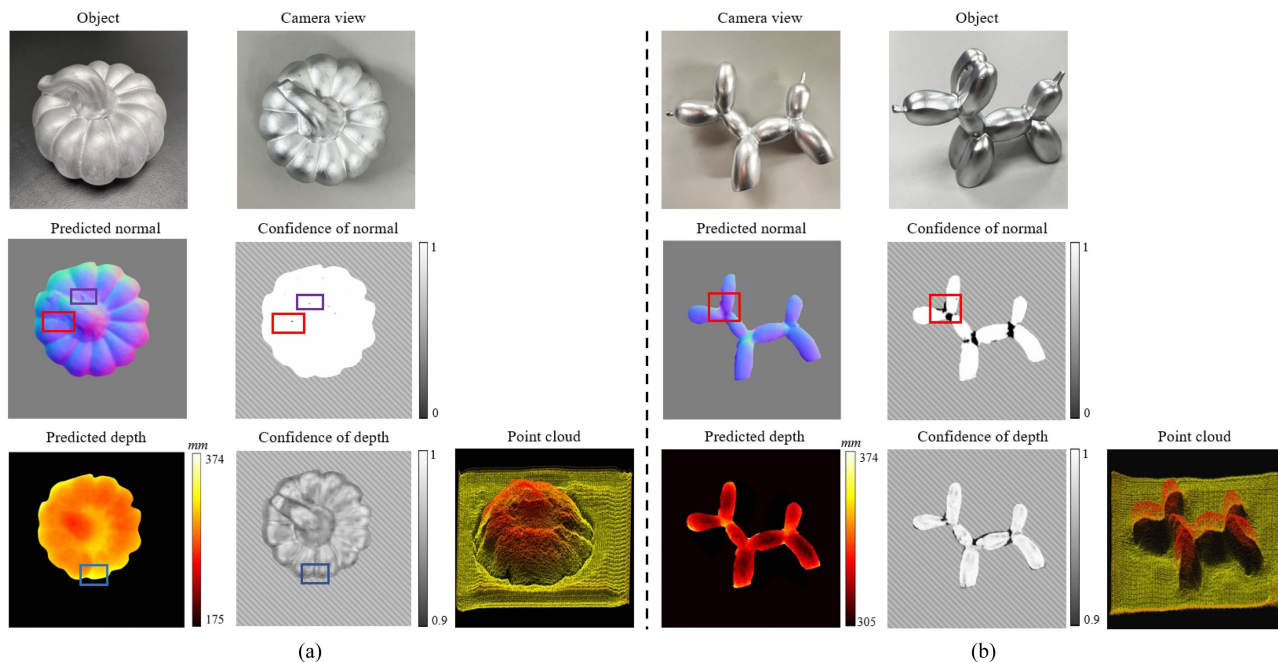 Object
Camera view
Camera view
Object
Predicted normal
Confidence of normal
1
0
Predicted normal
Confidence of normal
1
0
Predicted depth
mm
374
175
Confidence of depth
1
0.9
Point cloud
Predicted depth
mm
374
305
Confidence of depth
1
0.9
Point cloud
(a)
(b)